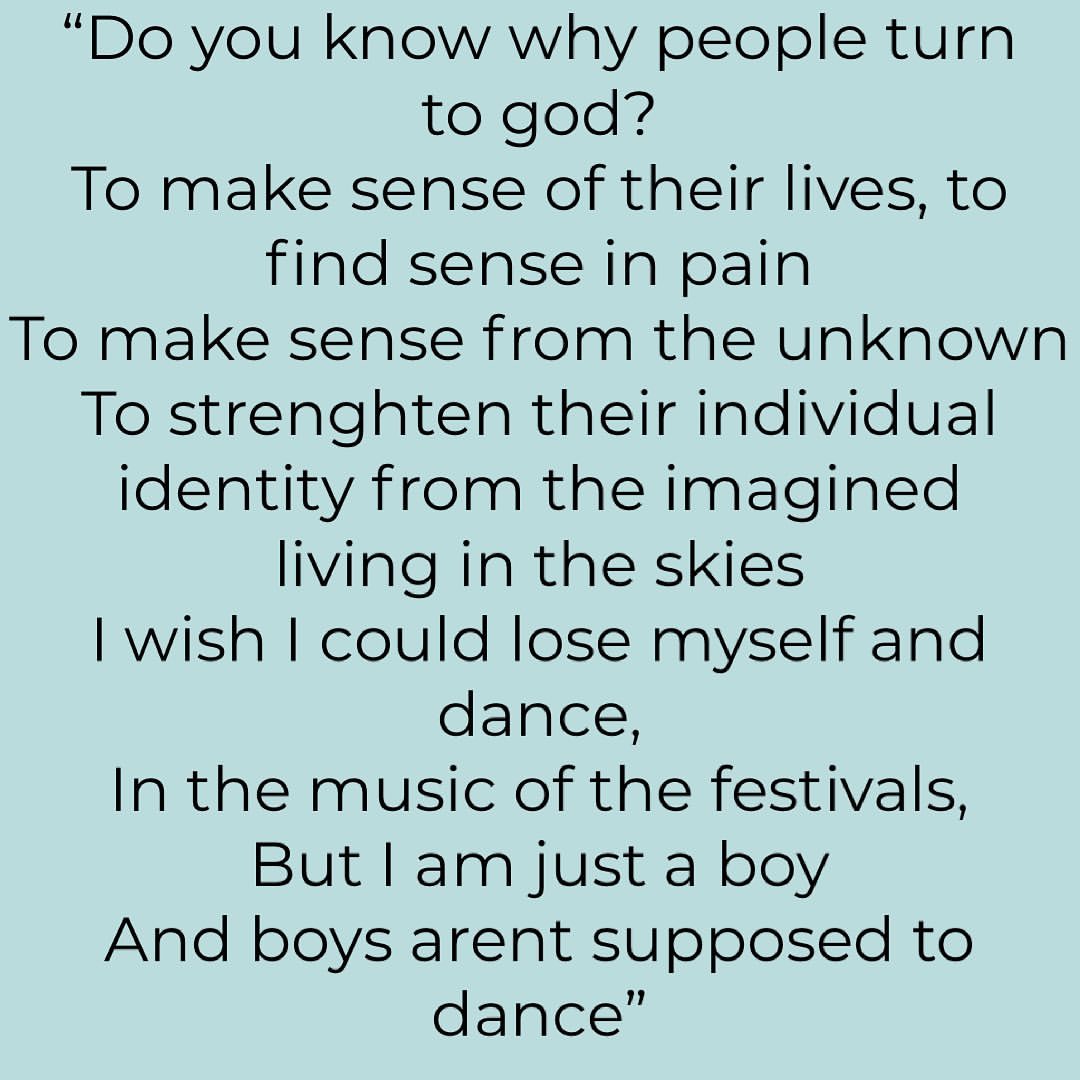 “Do you know why people turn
to god?
To make sense of their lives, to
find sense in pain
To make sense from the unknown
To strenghten their individual
identity from the imagined
living in the skies
I wish I could lose myself and
dance,
In the music of the festivals,
But I am just a boy
And boys arent supposed to
dance”